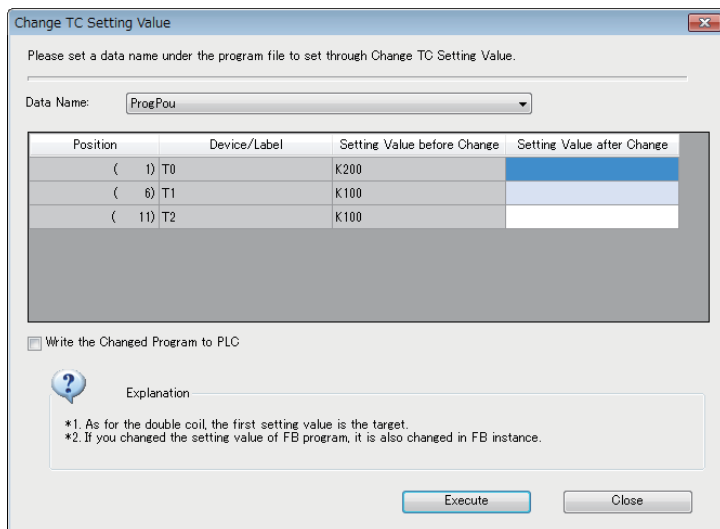 Change TC Setting Value
Please set a data name under the program file to set through Change TC Setting Value.
Data Name: ProgPou
Position Device/Label Setting Value before Change Setting Value after Change
( 1) T0 K200
( 6) T1 K100
( 11) T2 K100
Write the Changed Program to PLC
Explanation
*1. As for the double coil, the first setting value is the target.
*2. If you changed the setting value of FB program, it is also changed in FB instance.
Execute Close